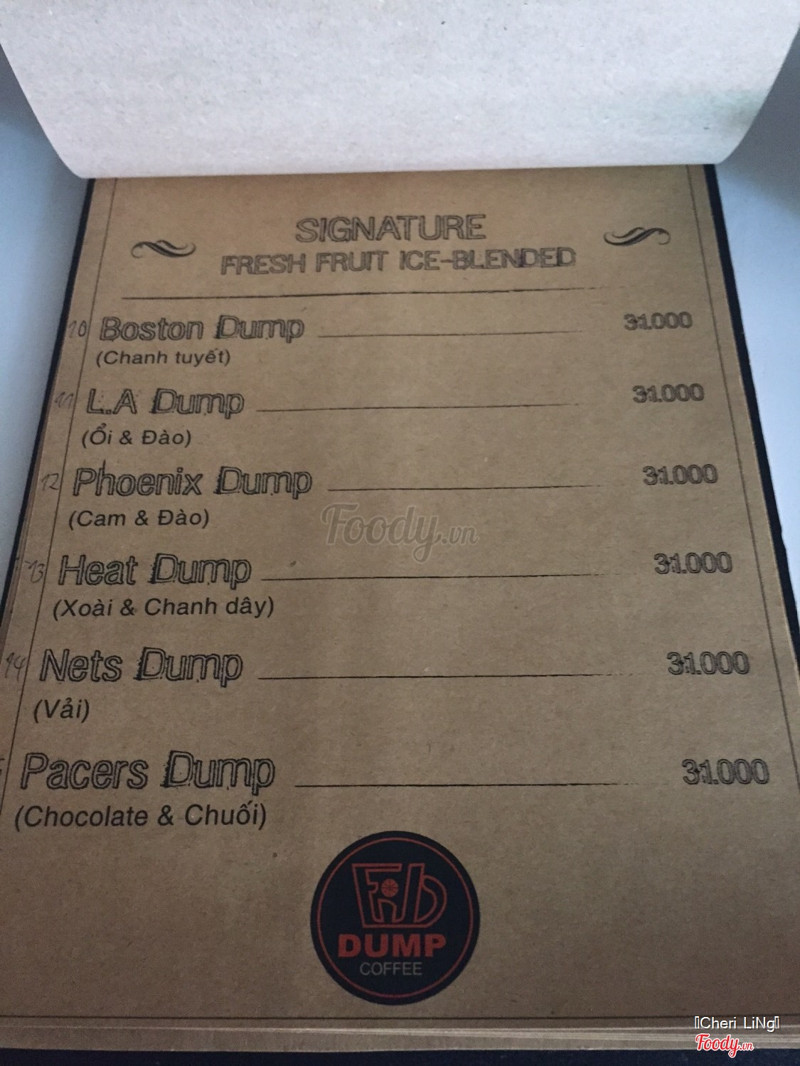 SIGNATURE
FRESH FRUIT ICE-BLENDED
10 Boston Dump 31.000
(Chanh tuyết)
11 L.A Dump 31.000
(Ổi & Đào)
12 Phoenix Dump 31.000
(Cam & Đào)
Foody.vn
13 Heat Dump 31.000
(Xoài & Chanh dây)
14 Nets Dump 31.000
(Vải)
Pacers Dump 31.000
(Chocolate & Chuối)
DUMP
COFFEE
Cheri LiNg
Foody.vn